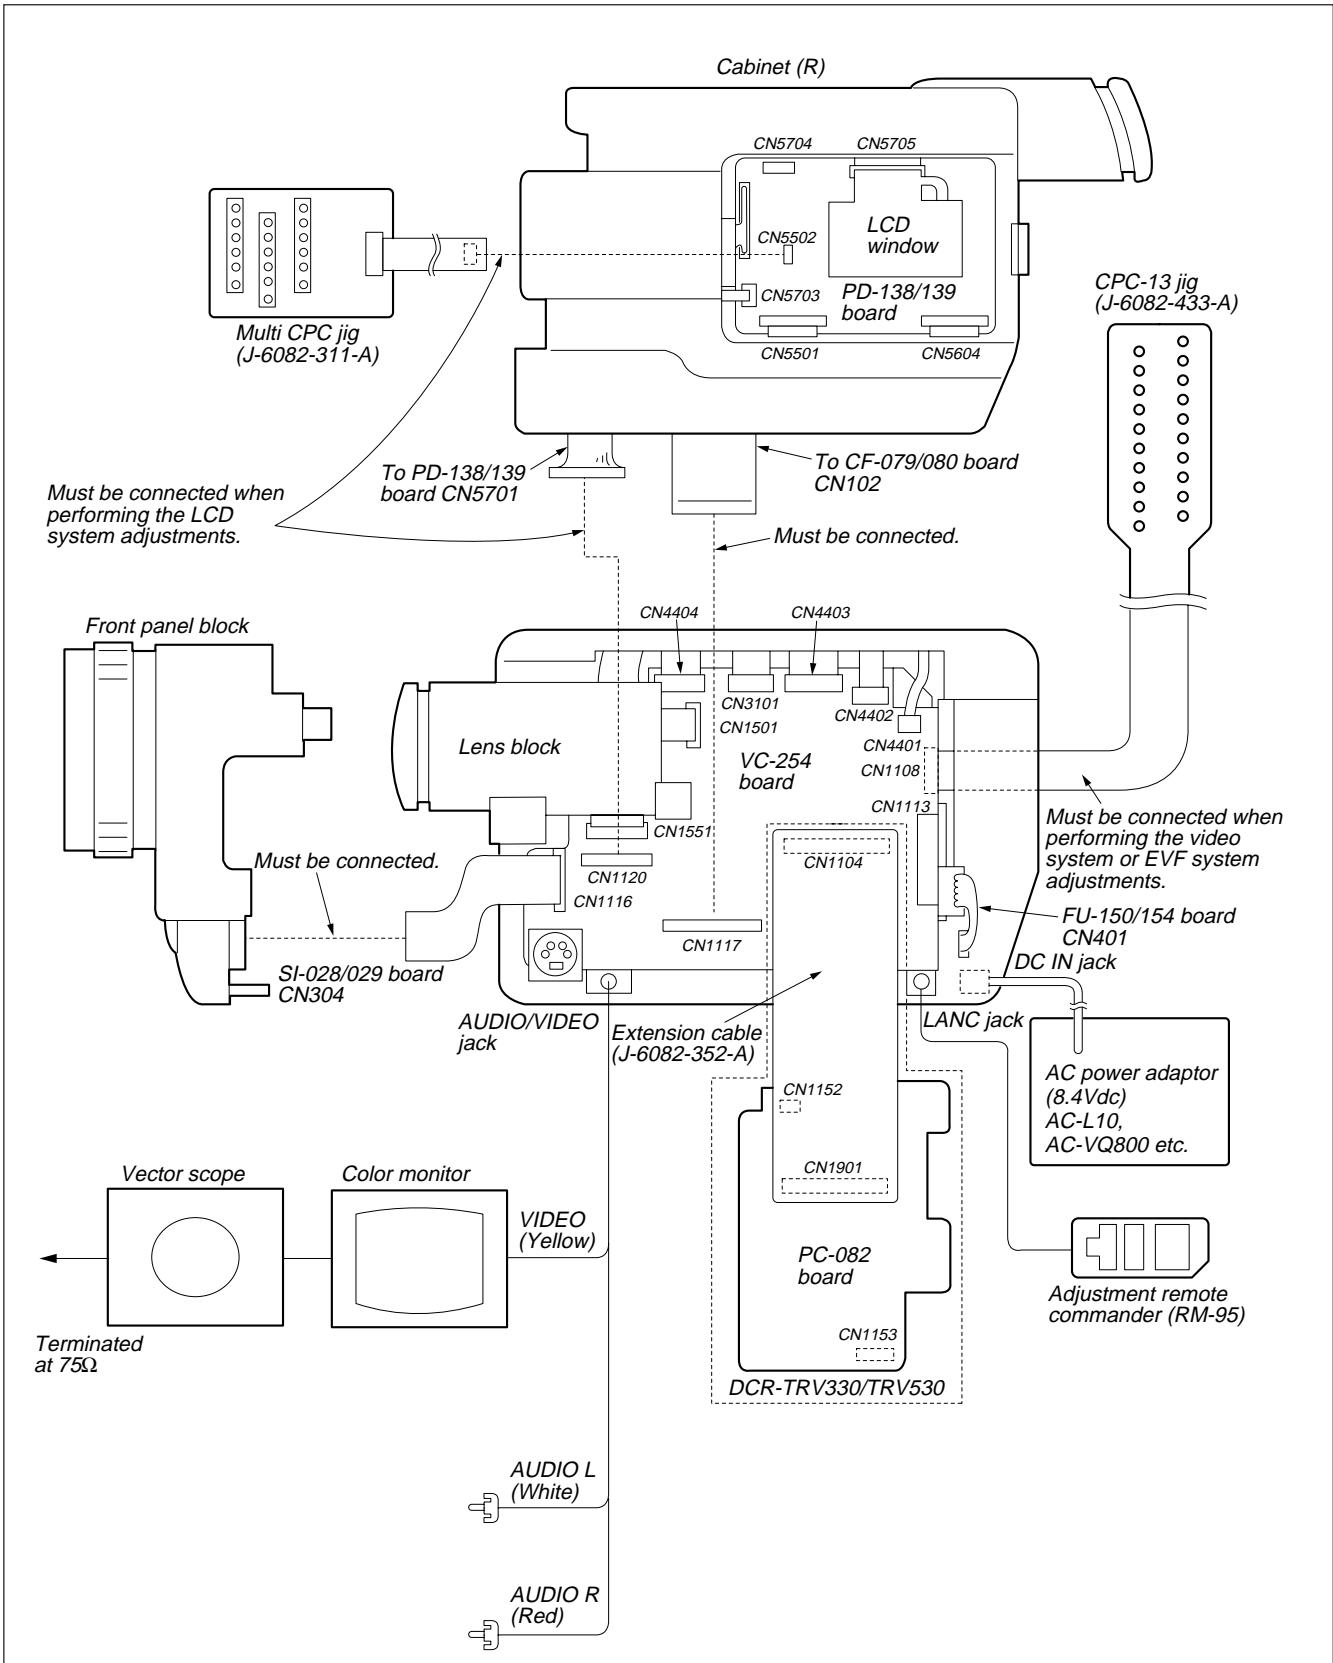 Cabinet (R)
CN5704
CN5705
LCD
window
CN5502
CN5703
PD-138/139
board
CN5501
CN5604
Multi CPC jig
(J-6082-311-A)
CPC-13 jig
(J-6082-433-A)
To PD-138/139
board CN5701
To CF-079/080 board
CN102
Must be connected when
performing the LCD
system adjustments.
Must be connected.
Front panel block
CN4404
CN4403
CN3101
CN1501
CN4402
CN4401
CN1108
Lens block
VC-254
board
CN1113
CN1551
Must be connected when
performing the video
system or EVF system
adjustments.
Must be connected.
CN1104
CN1120
CN1116
CN1117
FU-150/154 board
CN401
DC IN jack
SI-028/029 board
CN304
AUDIO/VIDEO
jack
Extension cable
(J-6082-352-A)
LANC jack
AC power adaptor
(8.4Vdc)
AC-L10,
AC-VQ800 etc.
CN1152
CN1901
Vector scope
Color monitor
VIDEO
(Yellow)
PC-082
board
Adjustment remote
commander (RM-95)
CN1153
Terminated
at 75Ω
DCR-TRV330/TRV530
AUDIO L
(White)
AUDIO R
(Red)